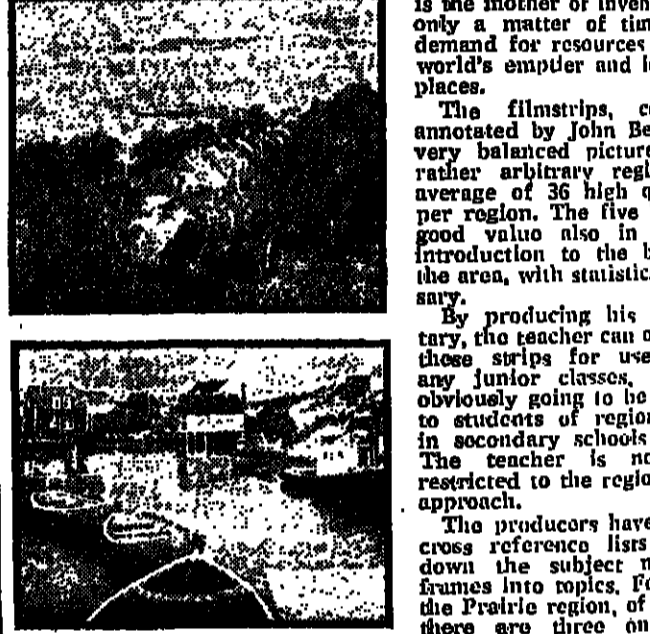 is the mother of inven
only a matter of tim
demand for resources
world's emptier and l
places.
The filmstrips, c
annotated by John Be
very balanced picture
rather arbitrary regi
average of 36 high q
per region. The five
good value also in
introduction to the b
the area, with statistic
sary.
By producing his
tary, the teacher can o
these strips for use
any junior classes,
obviously going to be
to students of region
in secondary schools
The teacher is no
restricted to the regio
approach.
The producers have
cross reference lists
down the subject m
frames into topics. Fo
the Prairie region, of
there are three on